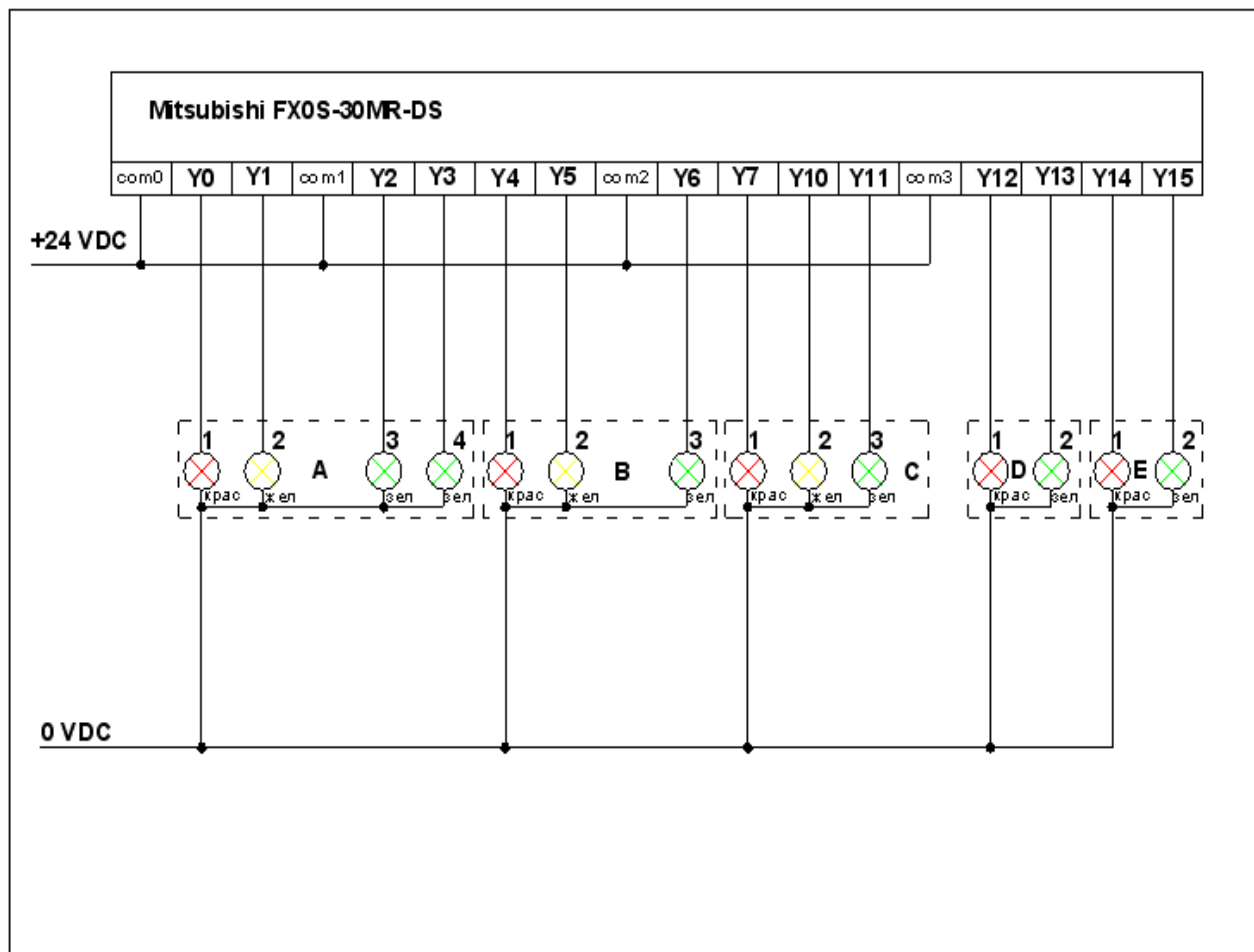 Mitsubishi FX0S-30MR-DS
com0 Y0 Y1 com1 Y2 Y3 Y4 Y5 com2 Y6 Y7 Y10 Y11 com3 Y12 Y13 Y14 Y15
+24 VDC
1 2 3 4 1 2 3 1 2 3 1 2 1 2
A B C D E
крас жел зел зел крас жел зел крас жел зел крас зел крас зел
0 VDC